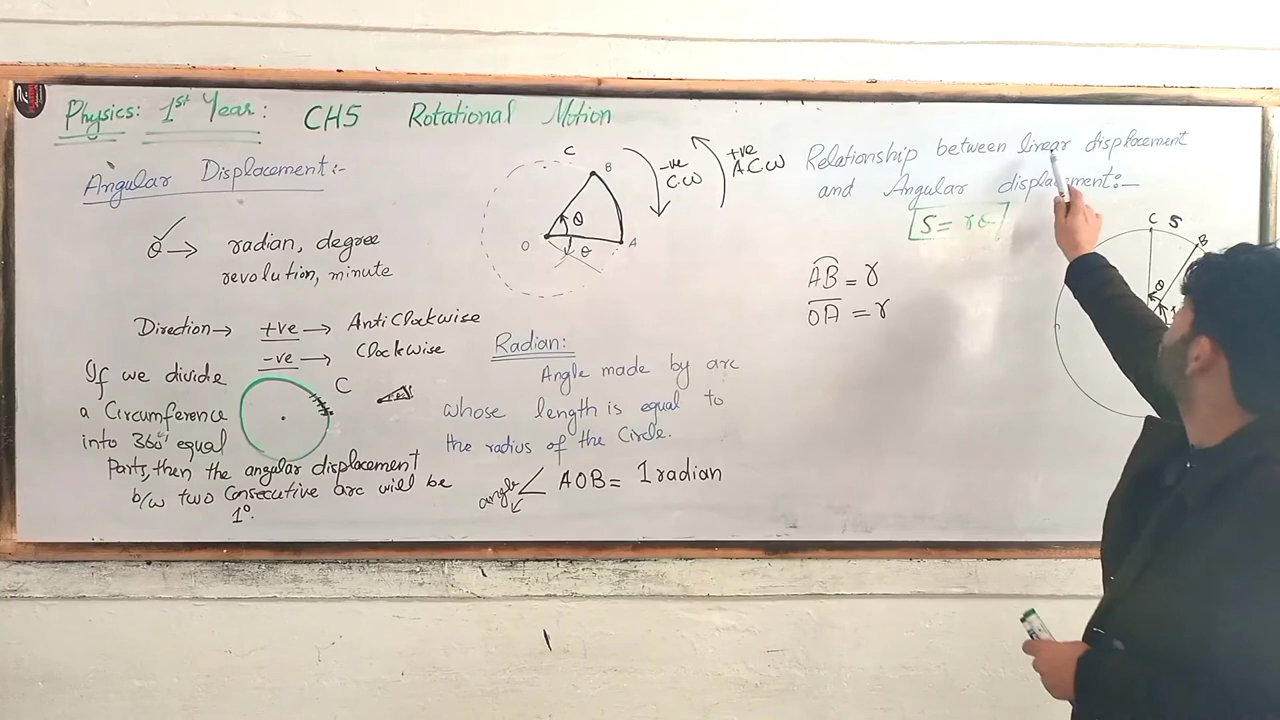 Physics: 1st Year: CH5 Rotational Motion
Angular Displacement:-
θ → radian, degree
revolution, minute
Direction → +ve → AntiClockwise
-ve → Clockwise
If we divide
a Circumference
into 360° equal
Parts, then the angular displacement
b/w two Consecutive arc will be
1°.
C
C
B
O
θ
θ
A
-ve
C.W
+ve
A C W
Radian:
Angle made by arc
whose length is equal to
the radius of the Circle.
angle ∠ AOB = 1 radian
Relationship between linear displacement
and Angular displacement:-
S = rθ
AB = r
OA = r
C S B
θ